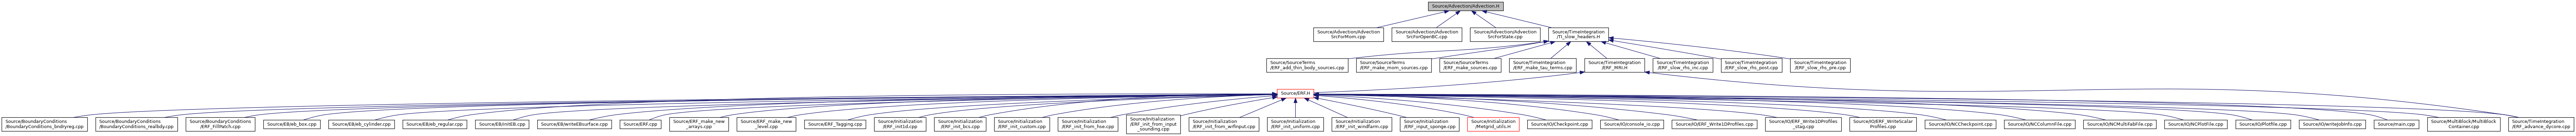 Source/Advection/Advection.H
Source/Advection/Advection
SrcForMom.cpp
Source/Advection/Advection
SrcForOpenBC.cpp
Source/Advection/Advection
SrcForState.cpp
Source/TimeIntegration
/TI_slow_headers.H
Source/SourceTerms
/ERF_add_thin_body_sources.cpp
Source/SourceTerms
/ERF_make_mom_sources.cpp
Source/SourceTerms
/ERF_make_sources.cpp
Source/TimeIntegration
/ERF_make_tau_terms.cpp
Source/TimeIntegration
/ERF_MRI.H
Source/TimeIntegration
/ERF_slow_rhs_inc.cpp
Source/TimeIntegration
/ERF_slow_rhs_post.cpp
Source/TimeIntegration
/ERF_slow_rhs_pre.cpp
Source/ERF.H
Source/BoundaryConditions
/BoundaryConditions_bndryreg.cpp
Source/BoundaryConditions
/BoundaryConditions_realbdy.cpp
Source/BoundaryConditions
/ERF_FillPatch.cpp
Source/EB/eb_box.cpp
Source/EB/eb_cylinder.cpp
Source/EB/eb_regular.cpp
Source/EB/initEB.cpp
Source/EB/writeEBsurface.cpp
Source/ERF.cpp
Source/ERF_make_new
_arrays.cpp
Source/ERF_make_new
_level.cpp
Source/ERF_Tagging.cpp
Source/Initialization
/ERF_init1d.cpp
Source/Initialization
/ERF_init_bcs.cpp
Source/Initialization
/ERF_init_custom.cpp
Source/Initialization
/ERF_init_from_hse.cpp
Source/Initialization
/ERF_init_from_input
_sounding.cpp
Source/Initialization
/ERF_init_from_wrfinput.cpp
Source/Initialization
/ERF_init_uniform.cpp
Source/Initialization
/ERF_init_windfarm.cpp
Source/Initialization
/ERF_input_sponge.cpp
Source/Initialization
/Metgrid_utils.H
Source/IO/Checkpoint.cpp
Source/IO/console_io.cpp
Source/IO/ERF_Write1DProfiles.cpp
Source/IO/ERF_Write1DProfiles
_stag.cpp
Source/IO/ERF_WriteScalar
Profiles.cpp
Source/IO/NCCheckpoint.cpp
Source/IO/NCColumnFile.cpp
Source/IO/NCMultiFabFile.cpp
Source/IO/NCPlotFile.cpp
Source/IO/Plotfile.cpp
Source/IO/writeJobInfo.cpp
Source/main.cpp
Source/MultiBlock/MultiBlock
Container.cpp
Source/TimeIntegration
/ERF_advance_dycore.cpp